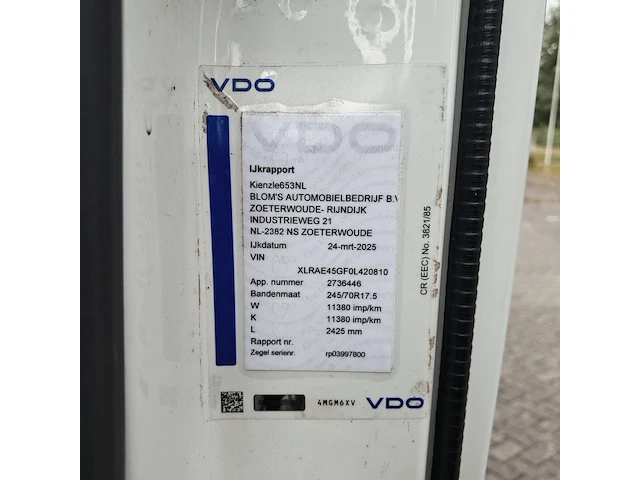 VDO
VDO
IJkrapport
Kienzle653NL
BLOM'S AUTOMOBIELBEDRIJF B.V
ZOETERWOUDE- RIJNDIJK
INDUSTRIEWEG 21
NL-2382 NS ZOETERWOUDE
IJkdatum 24-mrt-2025
VIN
XLRAE45GF0L420810
App. nummer 2736446
Bandenmaat 245/70R17.5
W 11380 imp/km
K 11380 imp/km
L 2425 mm
Rapport nr.
Zegel serienr. rp03997800
CR (EEC) No. 3821/85
4MGM6XV VDO